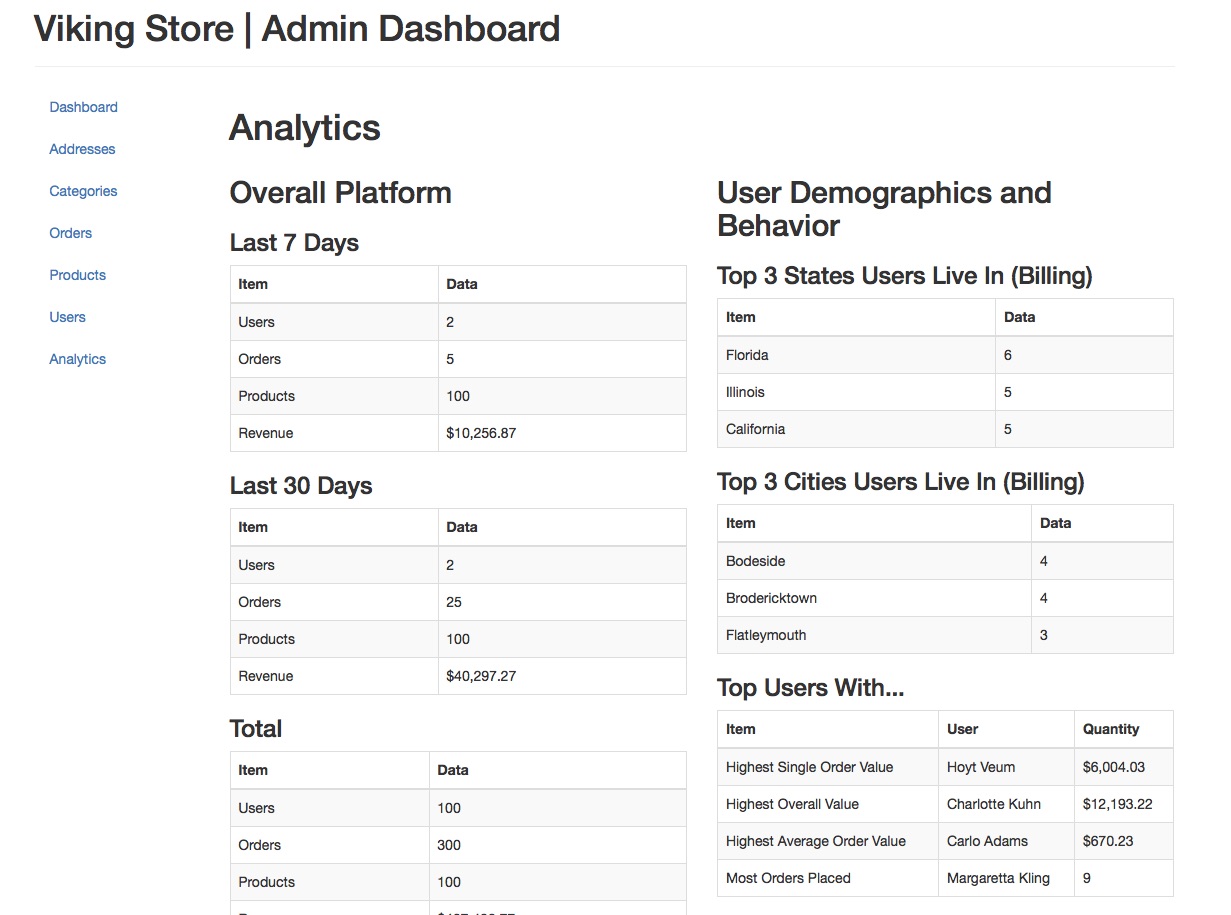 Viking Store | Admin Dashboard
Dashboard
Addresses
Categories
Orders
Products
Users
Analytics
Analytics
Overall Platform
Last 7 Days
Item Data
Users 2
Orders 5
Products 100
Revenue $10,256.87
Last 30 Days
Item Data
Users 2
Orders 25
Products 100
Revenue $40,297.27
Total
Item Data
Users 100
Orders 300
Products 100
User Demographics and
Behavior
Top 3 States Users Live In (Billing)
Item Data
Florida 6
Illinois 5
California 5
Top 3 Cities Users Live In (Billing)
Item Data
Bodeside 4
Brodericktown 4
Flatleymouth 3
Top Users With...
Item User Quantity
Highest Single Order Value Hoyt Veum $6,004.03
Highest Overall Value Charlotte Kuhn $12,193.22
Highest Average Order Value Carlo Adams $670.23
Most Orders Placed Margaretta Kling 9